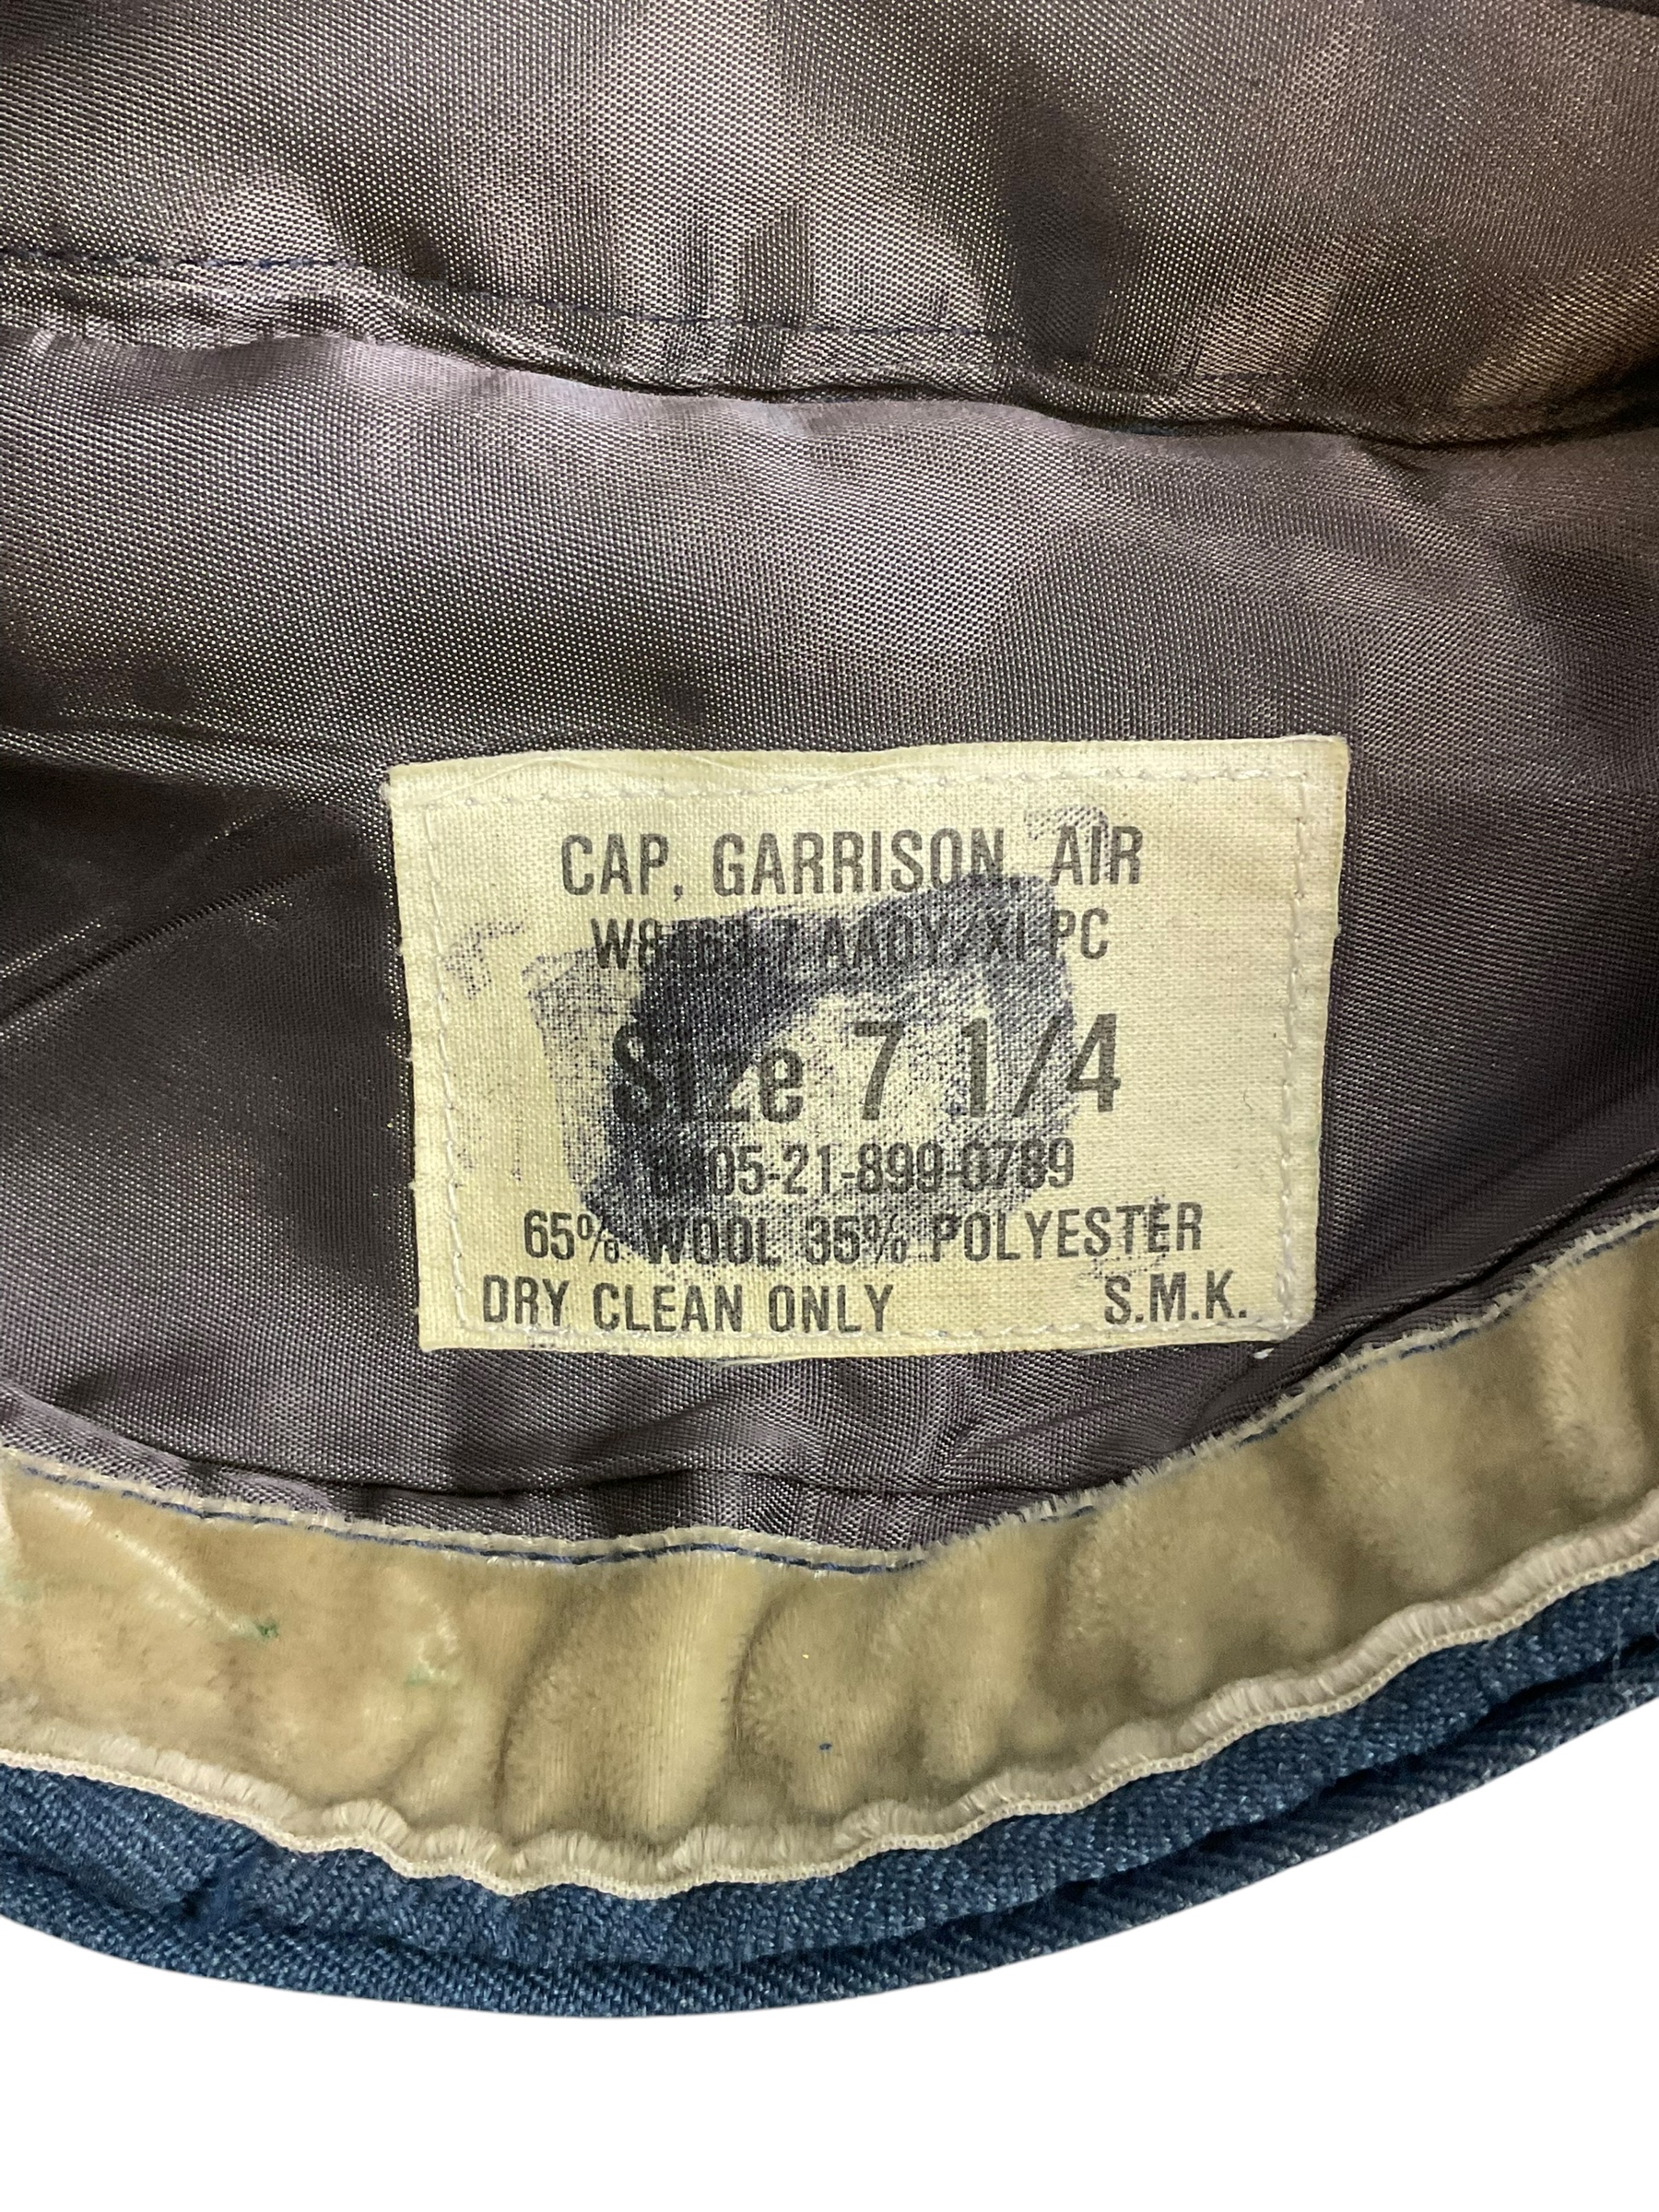 CAP, GARRISON, AIR
Size 7 1/4
65% WOOL 35% POLYESTER
DRY CLEAN ONLY S.M.K.